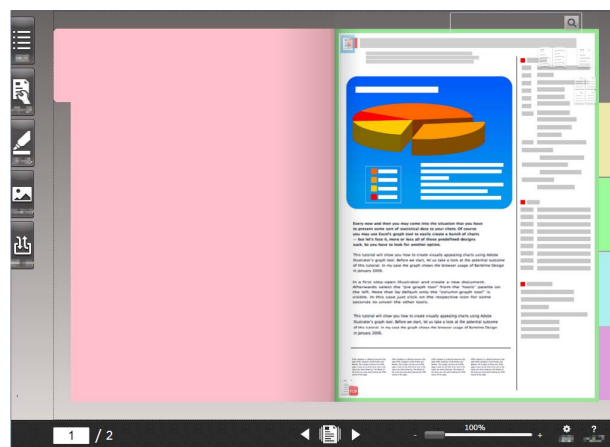 Every now and then you may come into the situation that you have
to present some sort of statistical data to your client. Of course
you may use Excel's graph tool to easily create a bunch of charts
— but let's face it, more or less all of these predefined designs
suck. So you have to look for another option.
This tutorial will show you how to create visually appealing charts using Adobe
Illustrator's graph tool. Before we start, let us take a look at the potential outcome
of this tutorial. In my case the graph shows the browser usage of Bartelme Design
in January 2005.
In a first step open Illustrator and create a new document.
Afterwards select the "pie graph tool" from the "tools" palette on
the left. Note that by default only the "column graph tool" is
visible. In this case just click on the respective icon for some
seconds to unveil the other tools.
This tutorial will show you how to create visually appealing charts using Adobe
Illustrator's graph tool. Before we start, let us take a look at the potential outcome
of this tutorial. In my case the graph shows the browser usage of Bartelme Design
in January 2005.
1 / 2
100%
- +
?